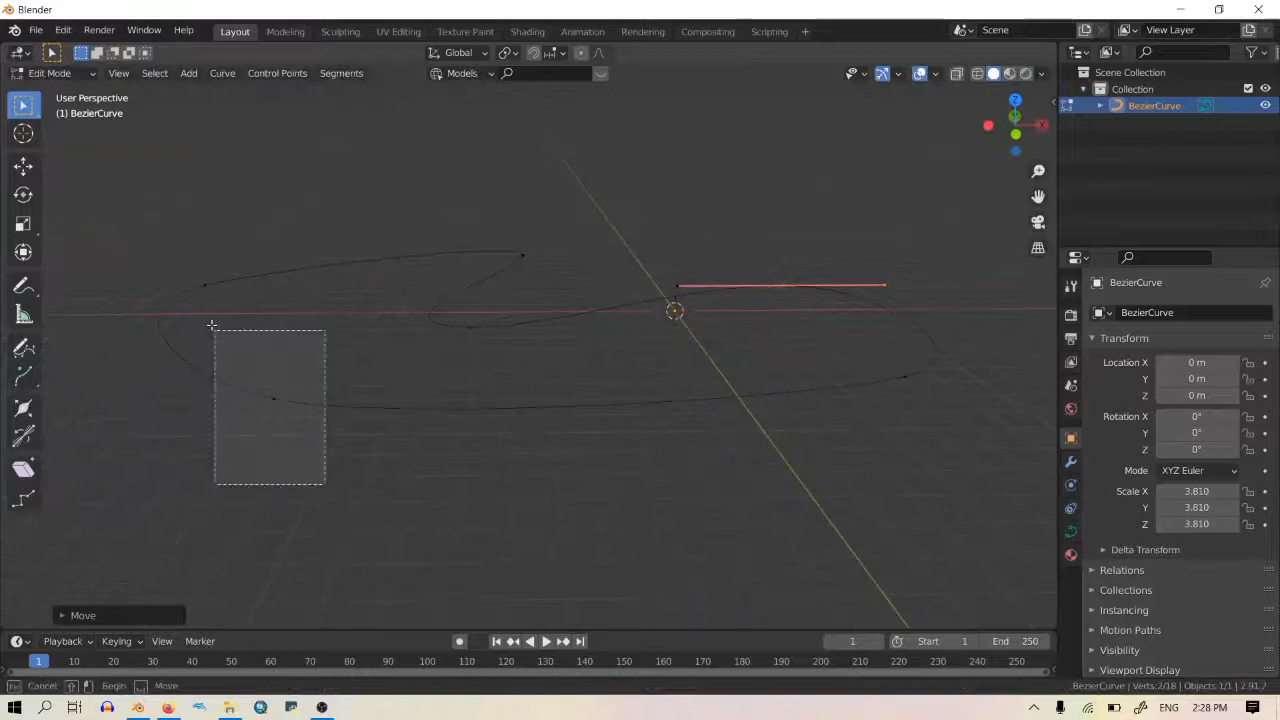 Blender
File Edit Render Window Help Layout Modeling Sculpting UV Editing Texture Paint Shading Animation Rendering Compositing Scripting + Scene View Layer
Global
Edit Mode View Select Add Curve Control Points Segments Models
User Perspective
(1) BezierCurve
Z
X
Scene Collection
Collection
BezierCurve
BezierCurve
BezierCurve
Transform
Location X 0 m
Y 0 m
Z 0 m
Rotation X 0°
Y 0°
Z 0°
Mode XYZ Euler
Scale X 3.810
Y 3.810
Z 3.810
Delta Transform
Relations
Collections
Instancing
Motion Paths
Visibility
Viewport Display
Move
Playback Keying View Marker 1 Start 1 End 250
1 10 20 30 40 50 60 70 80 90 100 110 120 130 140 150 160 170 180 190 200 210 220 230 240 250
Cancel Begin Move BezierCurve | Verts:2/18 | Objects:1/1 | 2.91.2
ENG 2:28 PM